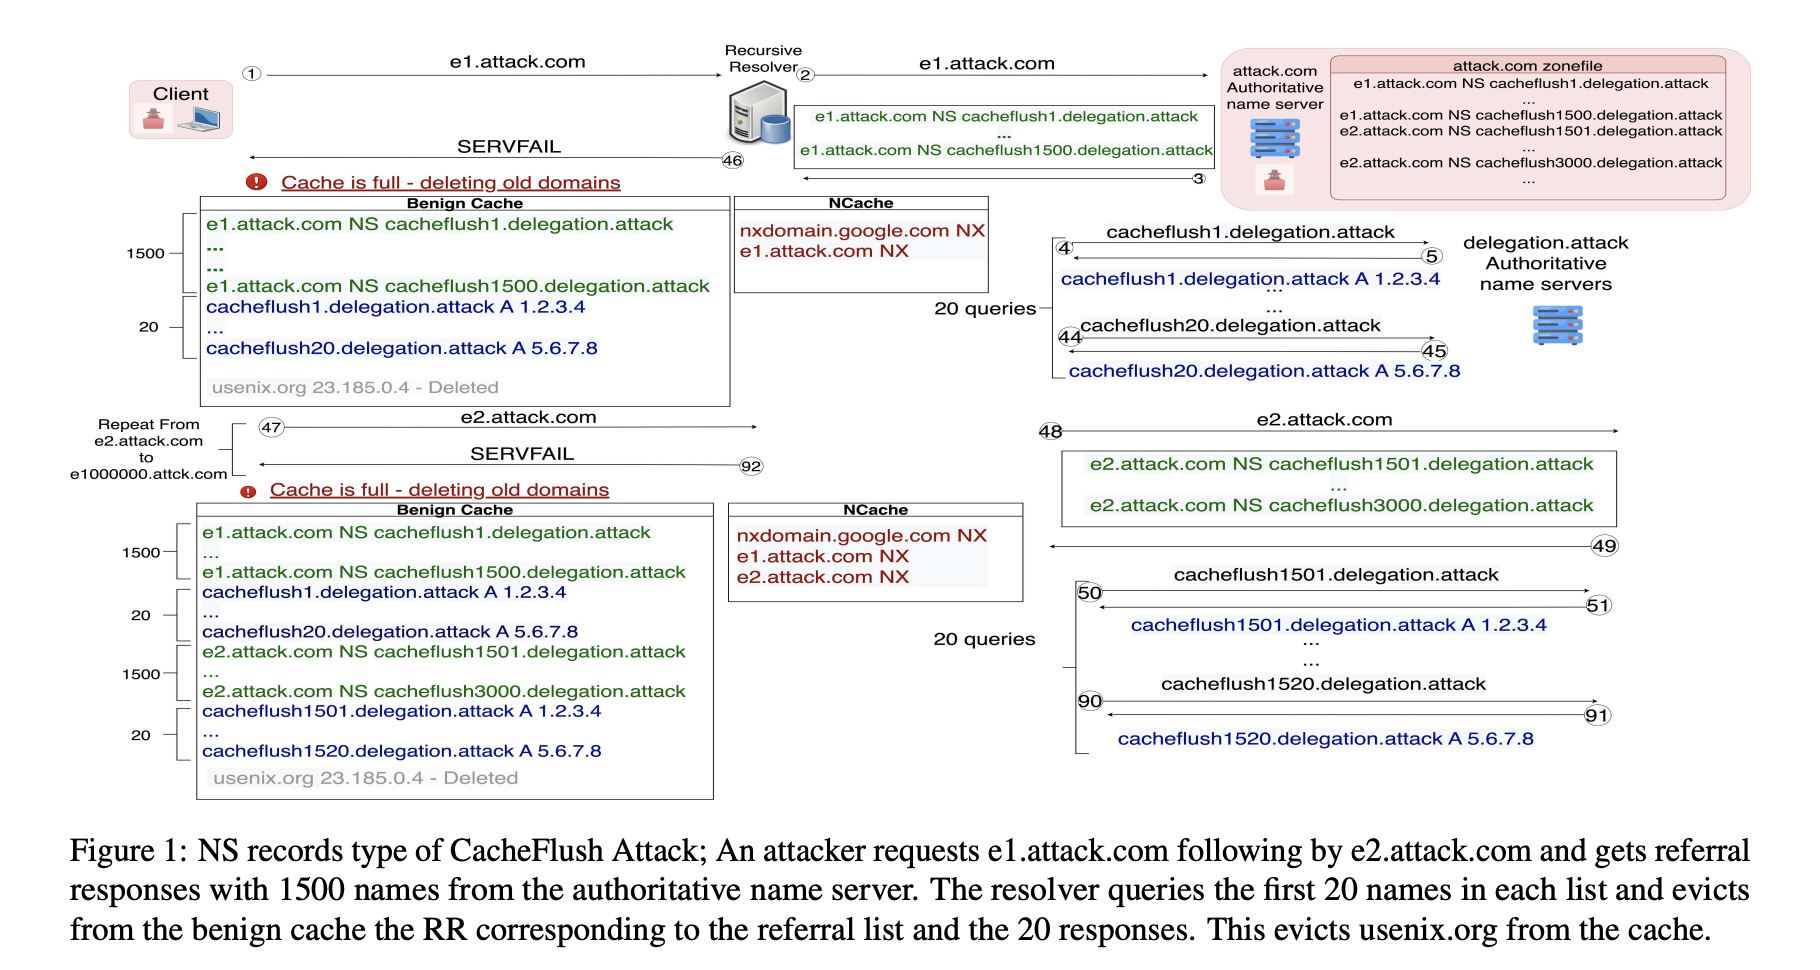 Recursive
Resolver
1
e1.attack.com
2
e1.attack.com
Client
e1.attack.com NS cacheflush1.delegation.attack
...
e1.attack.com NS cacheflush1500.delegation.attack
SERVFAIL
46
3
attack.com
Authoritative
name server
attack.com zonefile
e1.attack.com NS cacheflush1.delegation.attack
...
e1.attack.com NS cacheflush1500.delegation.attack
e2.attack.com NS cacheflush1501.delegation.attack
...
e2.attack.com NS cacheflush3000.delegation.attack
...
! Cache is full - deleting old domains
Benign Cache
1500
e1.attack.com NS cacheflush1.delegation.attack
...
...
e1.attack.com NS cacheflush1500.delegation.attack
20
cacheflush1.delegation.attack A 1.2.3.4
...
cacheflush20.delegation.attack A 5.6.7.8
usenix.org 23.185.0.4 - Deleted
NCache
nxdomain.google.com NX
e1.attack.com NX
20 queries
cacheflush1.delegation.attack
4
5
cacheflush1.delegation.attack A 1.2.3.4
...
...
cacheflush20.delegation.attack
44
45
cacheflush20.delegation.attack A 5.6.7.8
delegation.attack
Authoritative
name servers
Repeat From
e2.attack.com
to
e1000000.attck.com
47
e2.attack.com
SERVFAIL
92
48
e2.attack.com
e2.attack.com NS cacheflush1501.delegation.attack
...
e2.attack.com NS cacheflush3000.delegation.attack
49
! Cache is full - deleting old domains
Benign Cache
1500
e1.attack.com NS cacheflush1.delegation.attack
...
e1.attack.com NS cacheflush1500.delegation.attack
20
cacheflush1.delegation.attack A 1.2.3.4
...
cacheflush20.delegation.attack A 5.6.7.8
1500
e2.attack.com NS cacheflush1501.delegation.attack
...
e2.attack.com NS cacheflush3000.delegation.attack
20
cacheflush1501.delegation.attack A 1.2.3.4
...
cacheflush1520.delegation.attack A 5.6.7.8
usenix.org 23.185.0.4 - Deleted
NCache
nxdomain.google.com NX
e1.attack.com NX
e2.attack.com NX
20 queries
cacheflush1501.delegation.attack
50
51
cacheflush1501.delegation.attack A 1.2.3.4
...
...
cacheflush1520.delegation.attack
90
91
cacheflush1520.delegation.attack A 5.6.7.8
Figure 1: NS records type of CacheFlush Attack; An attacker requests e1.attack.com following by e2.attack.com and gets referral
responses with 1500 names from the authoritative name server. The resolver queries the first 20 names in each list and evicts
from the benign cache the RR corresponding to the referral list and the 20 responses. This evicts usenix.org from the cache.